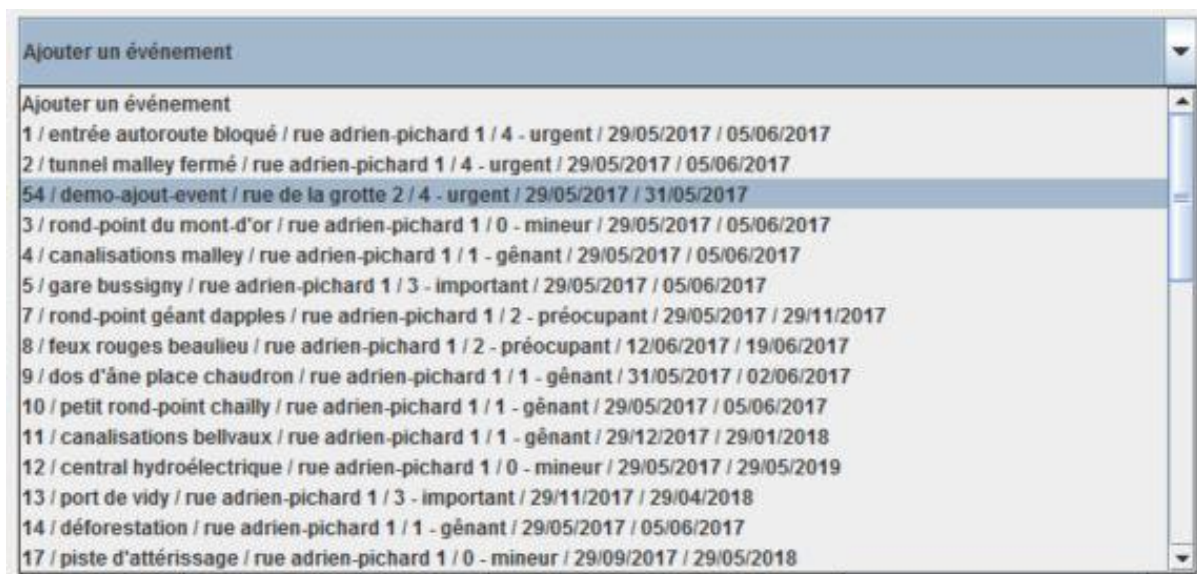 Ajouter un événement
Ajouter un événement
1 / entrée autoroute bloqué / rue adrien-pichard 1 / 4 - urgent / 29/05/2017 / 05/06/2017
2 / tunnel malley fermé / rue adrien-pichard 1 / 4 - urgent / 29/05/2017 / 05/06/2017
54 / demo-ajout-event / rue de la grotte 2 / 4 - urgent / 29/05/2017 / 31/05/2017
3 / rond-point du mont-d'or / rue adrien-pichard 1 / 0 - mineur / 29/05/2017 / 05/06/2017
4 / canalisations malley / rue adrien-pichard 1 / 1 - gênant / 29/05/2017 / 05/06/2017
5 / gare bussigny / rue adrien-pichard 1 / 3 - important / 29/05/2017 / 05/06/2017
7 / rond-point géant dapples / rue adrien-pichard 1 / 2 - préocupant / 29/05/2017 / 29/11/2017
8 / feux rouges beaulieu / rue adrien-pichard 1 / 2 - préocupant / 12/06/2017 / 19/06/2017
9 / dos d'âne place chaudron / rue adrien-pichard 1 / 1 - gênant / 31/05/2017 / 02/06/2017
10 / petit rond-point chailly / rue adrien-pichard 1 / 1 - gênant / 29/05/2017 / 05/06/2017
11 / canalisations bellvaux / rue adrien-pichard 1 / 1 - gênant / 29/12/2017 / 29/01/2018
12 / central hydroélectrique / rue adrien-pichard 1 / 0 - mineur / 29/05/2017 / 29/05/2019
13 / port de vidy / rue adrien-pichard 1 / 3 - important / 29/11/2017 / 29/04/2018
14 / déforestation / rue adrien-pichard 1 / 1 - gênant / 29/05/2017 / 05/06/2017
17 / piste d'attérissage / rue adrien-pichard 1 / 0 - mineur / 29/09/2017 / 29/05/2018